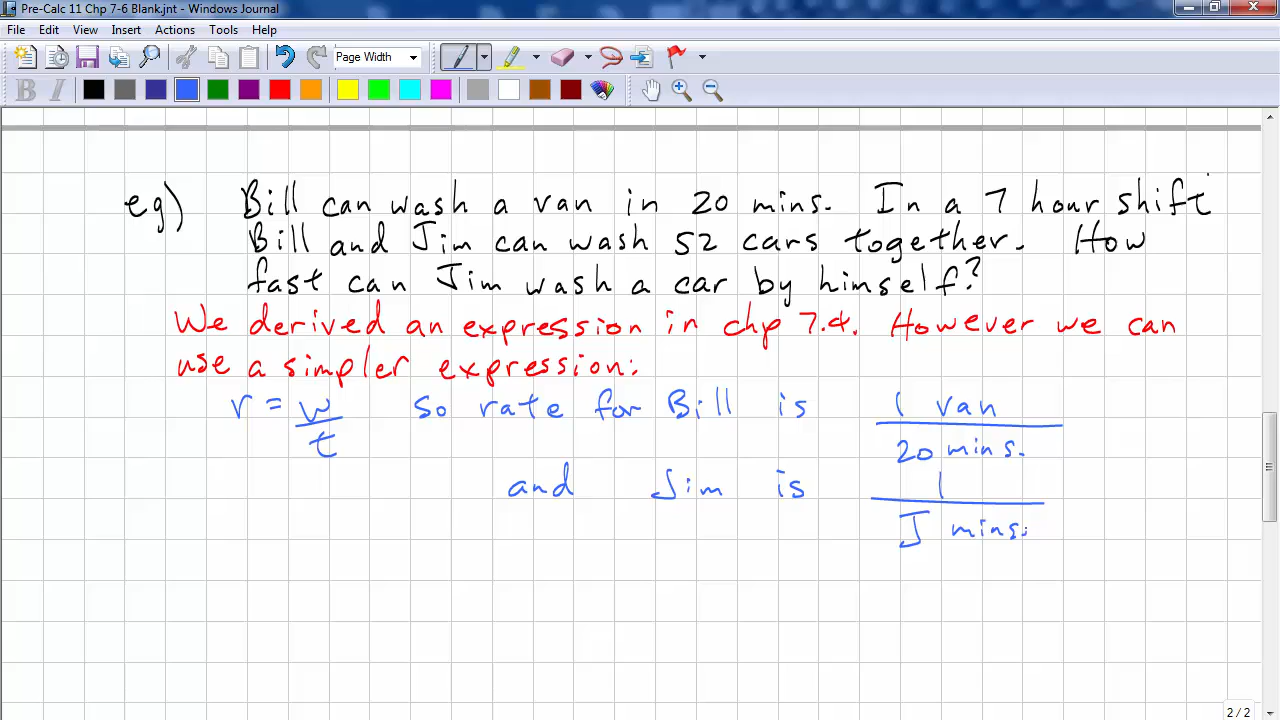 Pre-Calc 11 Chp 7-6 Blank.jnt - Windows Journal
File Edit View Insert Actions Tools Help
Page Width
B I
eg) Bill can wash a van in 20 mins. In a 7 hour shift
Bill and Jim can wash 52 cars together. How
fast can Jim wash a car by himself?
We derived an expression in chp 7.4. However we can
use a simpler expression:
r = w/t so rate for Bill is 1 van / 20 mins.
and Jim is 1 / J mins.
2 / 2